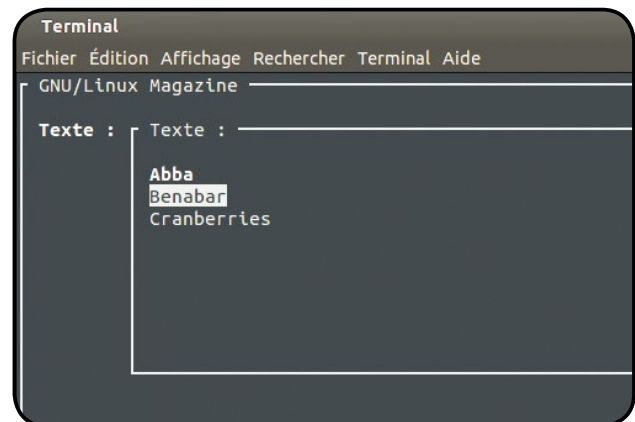 Terminal
Fichier Édition Affichage Rechercher Terminal Aide
GNU/Linux Magazine
Texte : Texte :
Abba
Benabar
Cranberries